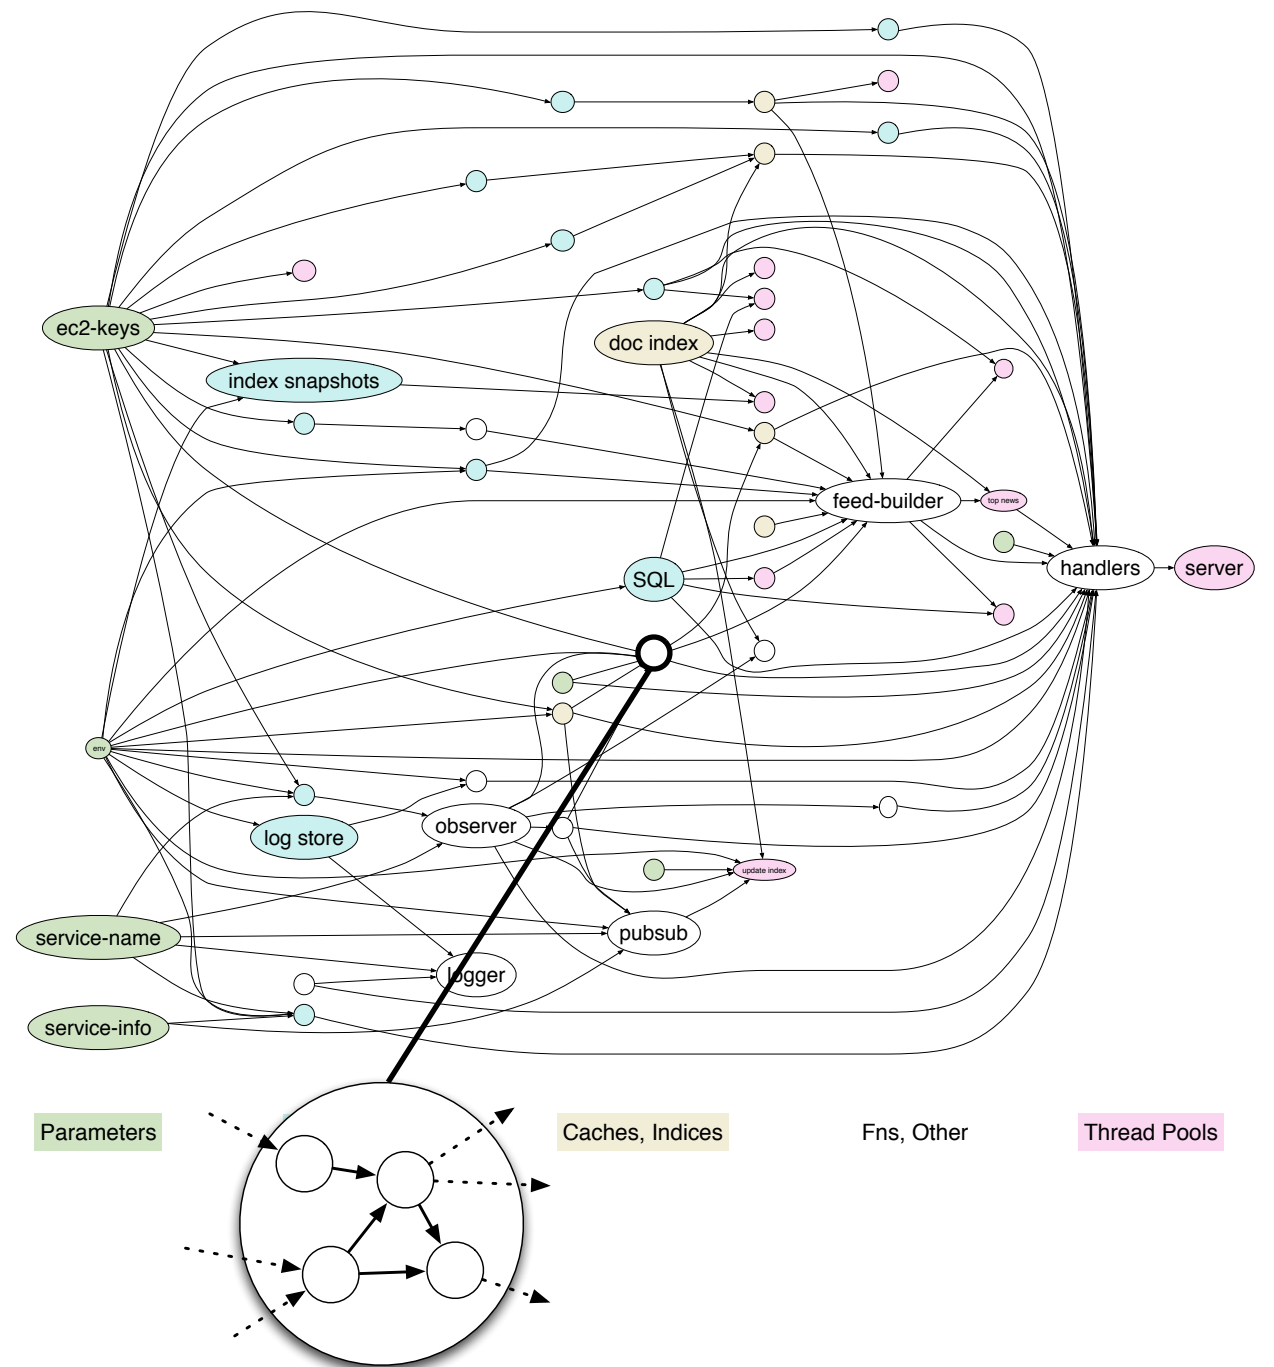 ec2-keys
doc index
index snapshots
feed-builder
top news
handlers
server
SQL
env
observer
log store
update index
service-name
pubsub
logger
service-info
Parameters
Caches, Indices
Fns, Other
Thread Pools